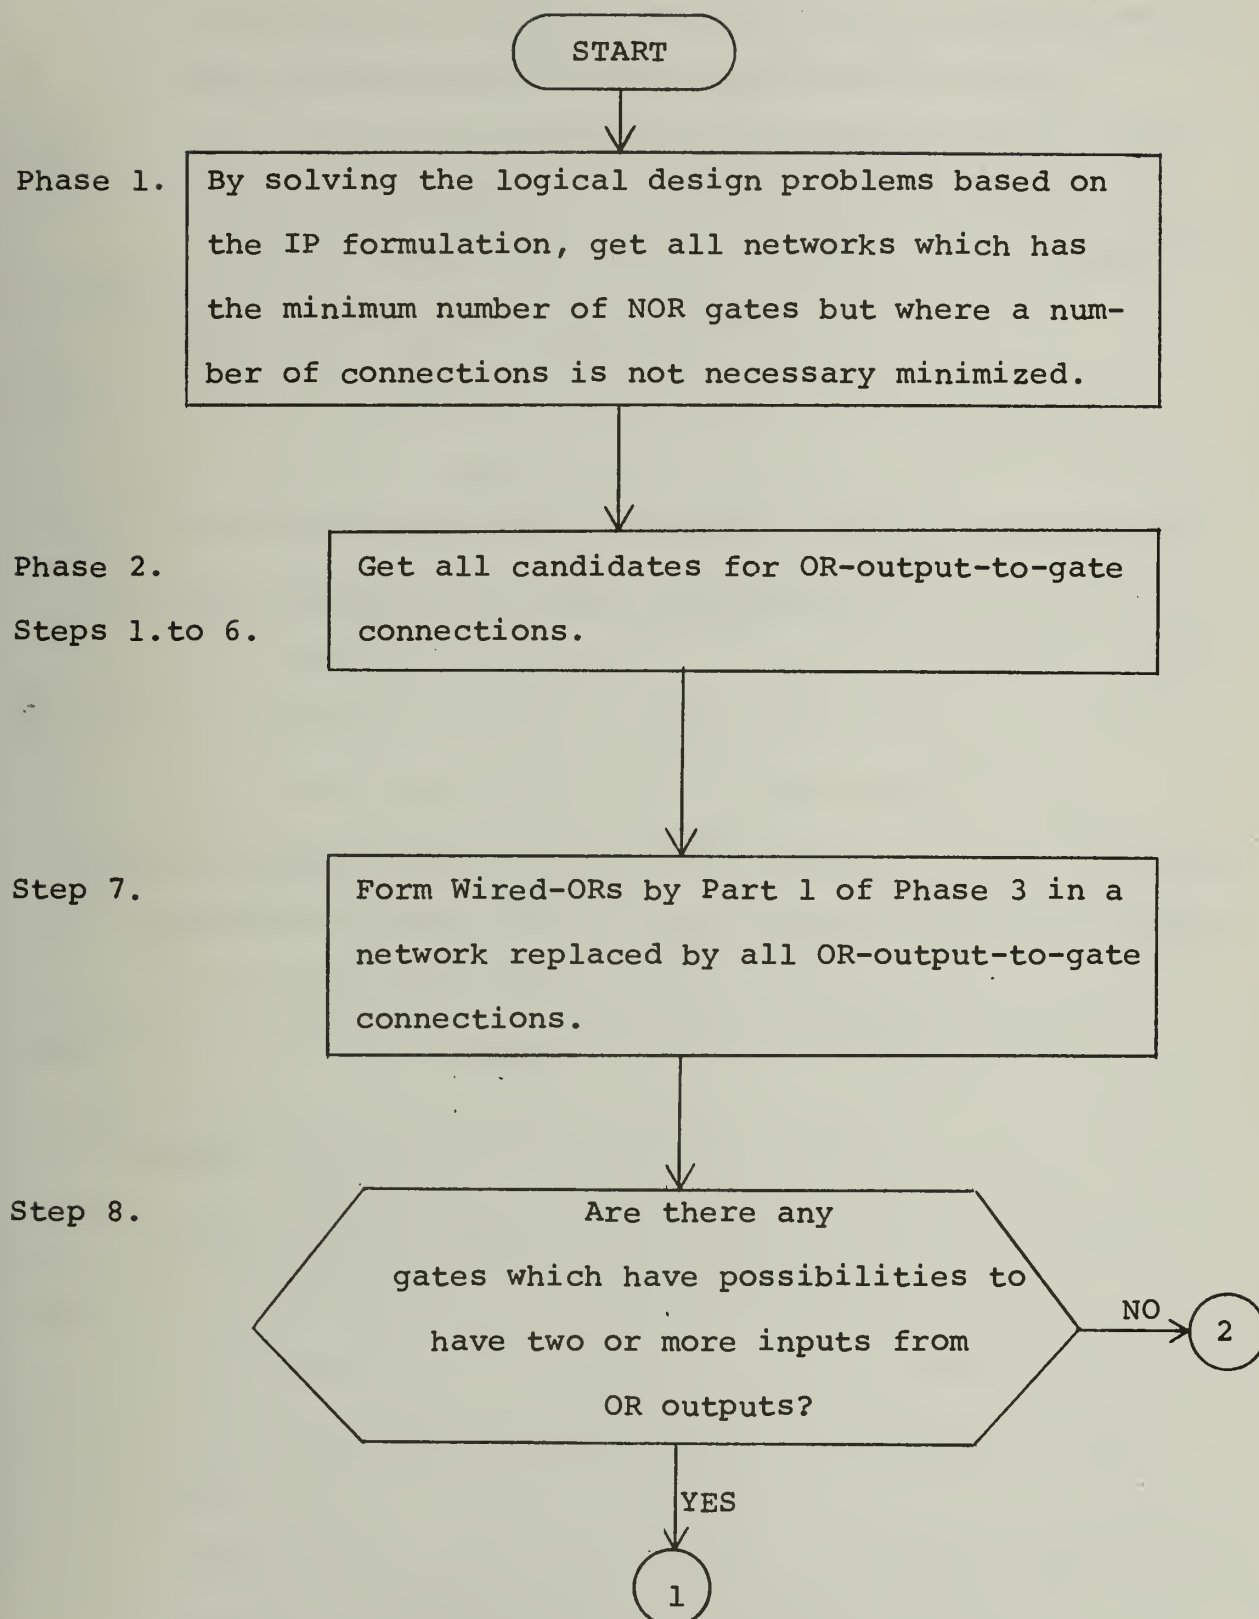 START
Phase 1.
By solving the logical design problems based on
the IP formulation, get all networks which has
the minimum number of NOR gates but where a num-
ber of connections is not necessary minimized.
Phase 2.
Steps 1.to 6.
Get all candidates for OR-output-to-gate
connections.
Step 7.
Form Wired-ORs by Part 1 of Phase 3 in a
network replaced by all OR-output-to-gate
connections.
Step 8.
Are there any
gates which have possibilities to
have two or more inputs from
OR outputs?
NO
2
YES
1